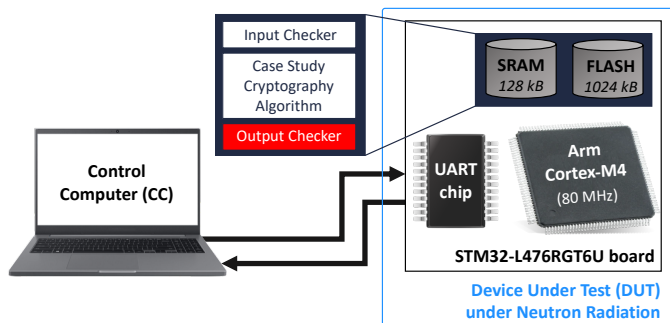 Input Checker
Case Study
Cryptography
Algorithm
Output Checker
SRAM
128 kB
FLASH
1024 kB
Control
Computer (CC)
UART
chip
Arm
Cortex-M4
(80 MHz)
STM32-L476RGT6U board
Device Under Test (DUT)
under Neutron Radiation